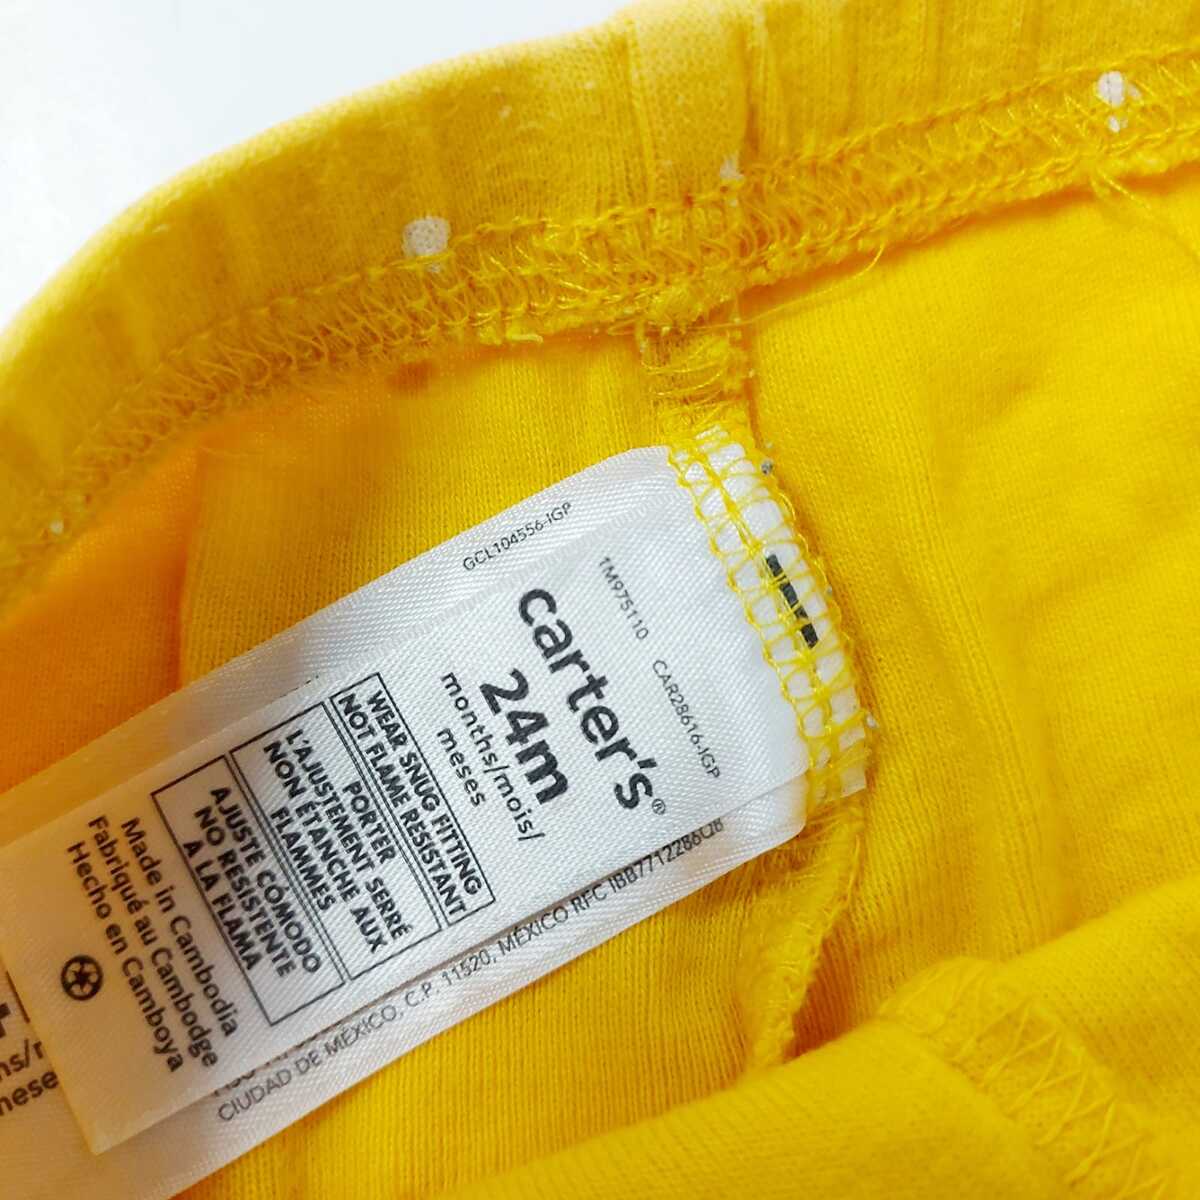 GCL104556-IGP
1M975110 CAR28616-IGP
carter's®
24m
months/mois/
meses
WEAR SNUG FITTING
NOT FLAME RESISTANT
PORTER
L'AJUSTEMENT SERRÉ
NON ÉTANCHE AUX
FLAMMES
AJUSTE CÓMODO
NO RESISTENTE
A LA FLAMA
Made in Cambodia
Fabriqué au Cambodge
Hecho en Camboya
CIUDAD DE MÉXICO, C.P. 11520, MÉXICO RFC IBB7712286Q8